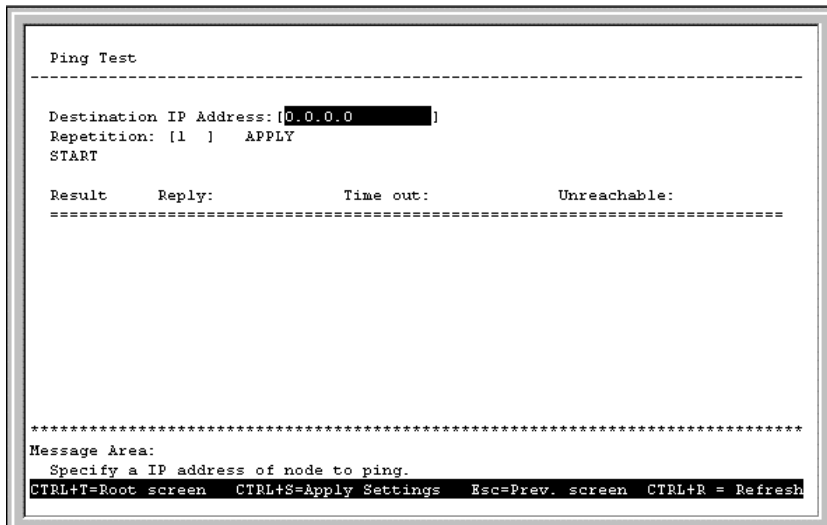 Ping Test
--------------------------------------------------------------------------------
Destination IP Address:[0.0.0.0        ]
Repetition: [1  ]   APPLY
START
Result     Reply:             Time out:             Unreachable:
===========================================================================
*******************************************************************************
Message Area:
Specify a IP address of node to ping.
CTRL+T=Root screen   CTRL+S=Apply Settings   Esc=Prev. screen  CTRL+R = Refresh